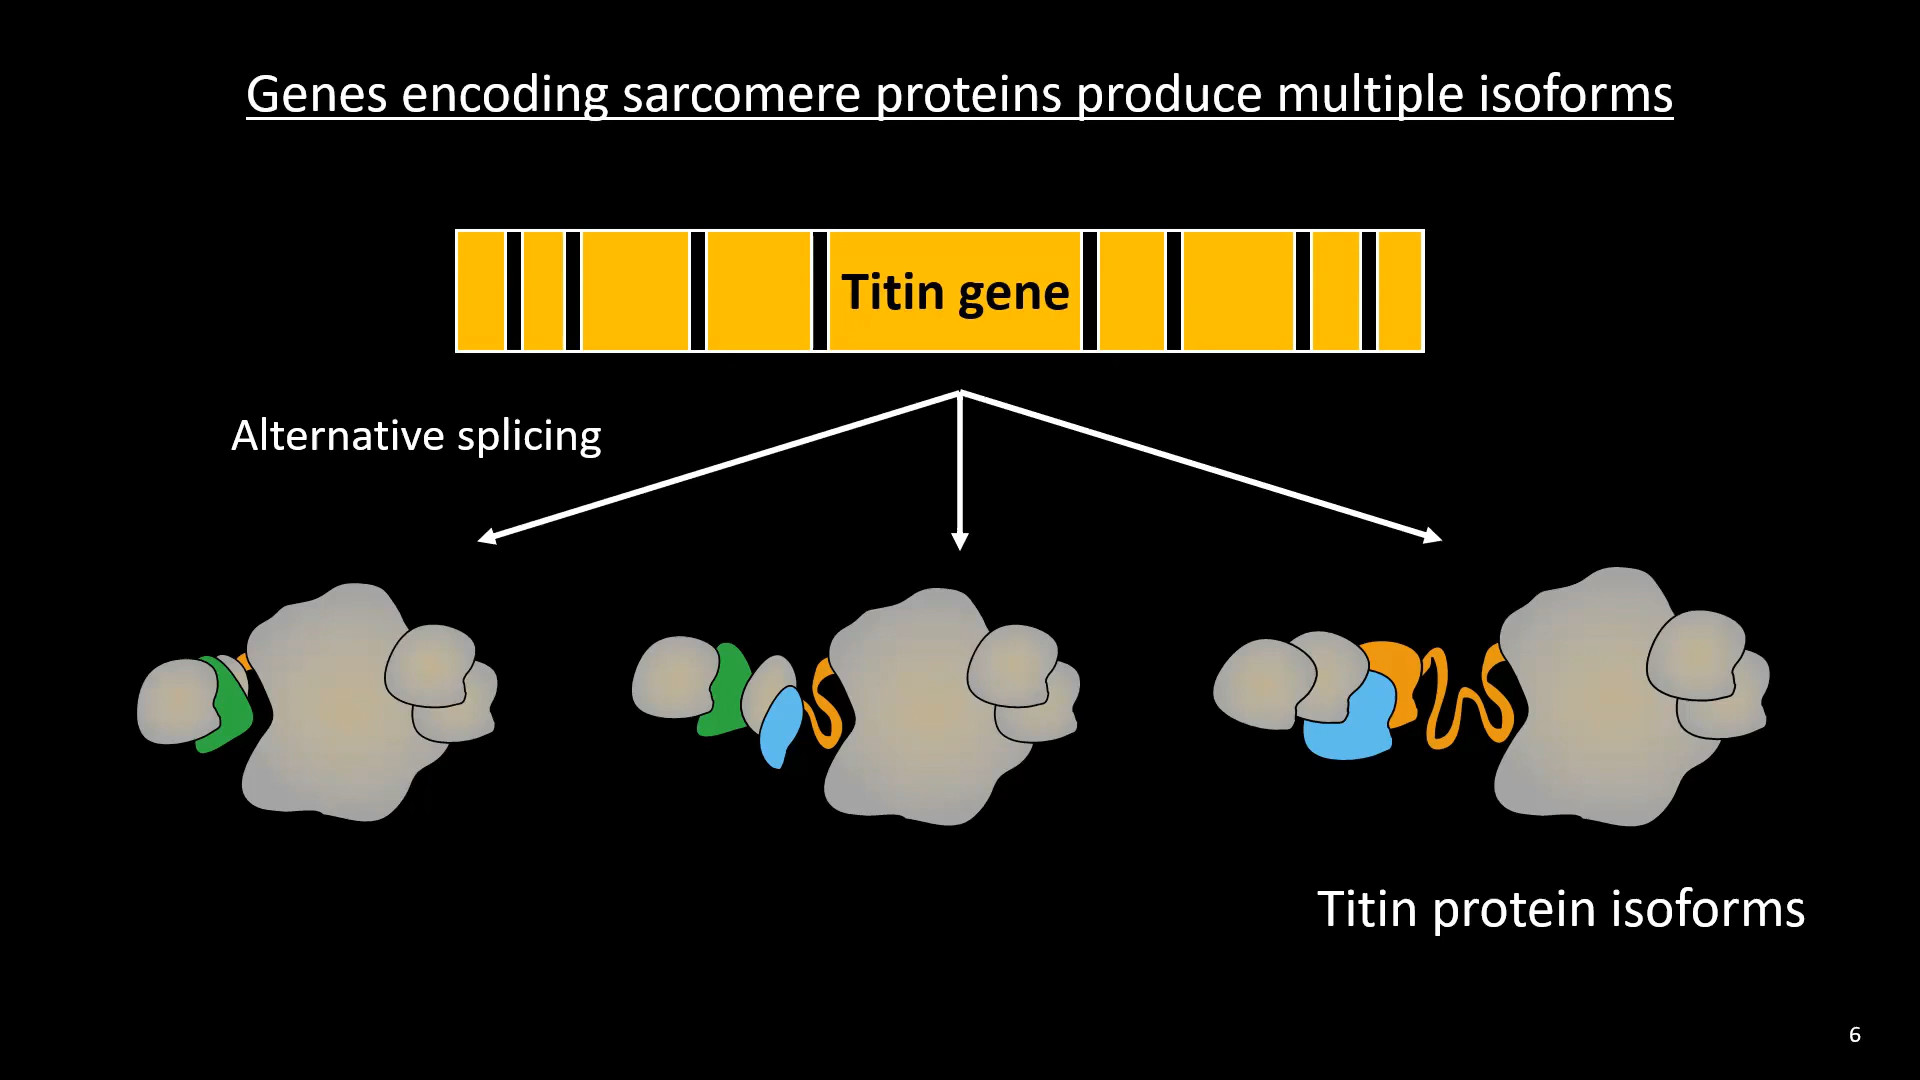 Genes encoding sarcomere proteins produce multiple isoforms
Titin gene
Alternative splicing
Titin protein isoforms
6